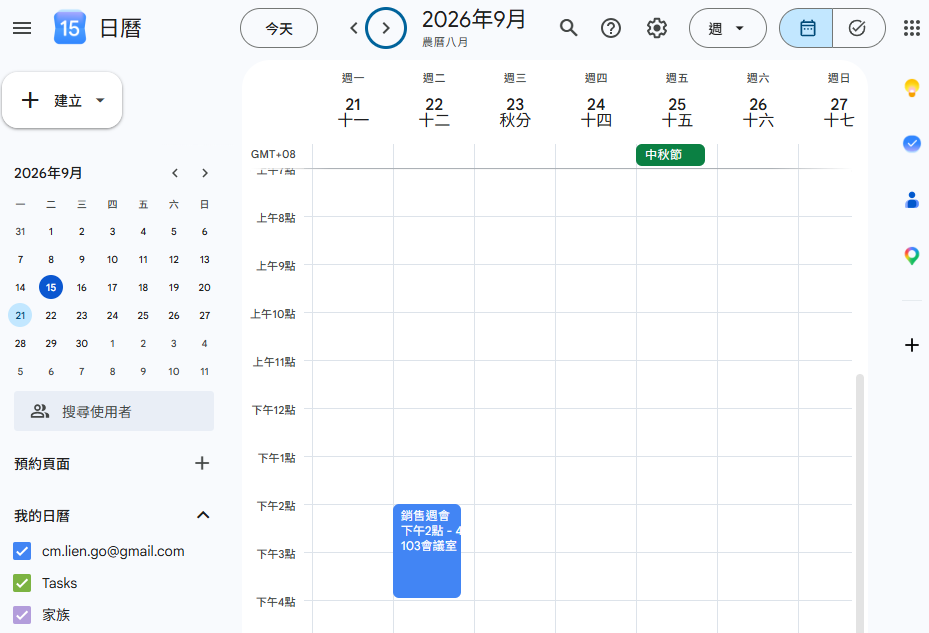 15 日曆
今天
2026年9月
農曆八月
週
建立
2026年9月
一 二 三 四 五 六 日
31 1 2 3 4 5 6
7 8 9 10 11 12 13
14 15 16 17 18 19 20
21 22 23 24 25 26 27
28 29 30 1 2 3 4
5 6 7 8 9 10 11
搜尋使用者
預約頁面
我的日曆
cm.lien.go@gmail.com
Tasks
家族
週一 週二 週三 週四 週五 週六 週日
21 22 23 24 25 26 27
十一 十二 秋分 十四 十五 十六 十七
GMT+08
中秋節
上午7點
上午8點
上午9點
上午10點
上午11點
下午12點
下午1點
下午2點
銷售週會
下午2點 – 4
103會議室
下午3點
下午4點